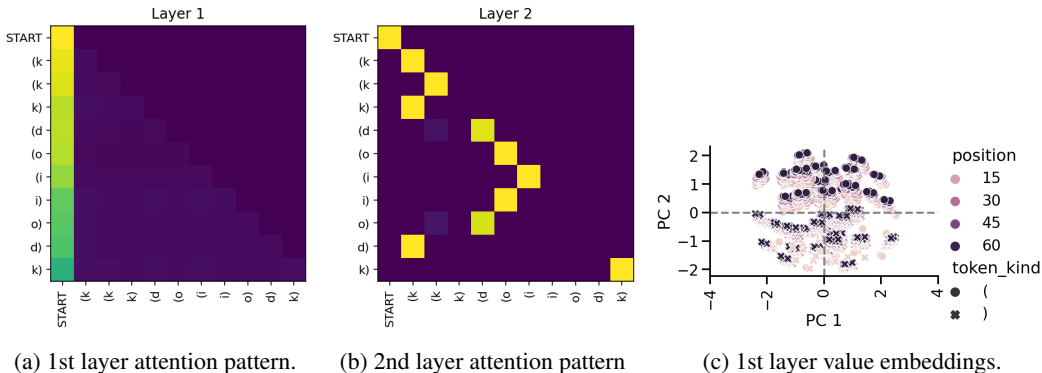 Layer 1
START
(k
(k
k)
(d
(o
(i
i)
o)
d)
k)
START
(k
(k
k)
(d
(o
(i
i)
o)
d)
k)
(a) 1st layer attention pattern.
Layer 2
START
(k
(k
k)
(d
(o
(i
i)
o)
d)
k)
START
(k
(k
k)
(d
(o
(i
i)
o)
d)
k)
(b) 2nd layer attention pattern
PC 2
2
1
0
−1
−2
−4
−2
0
2
4
PC 1
position
15
30
45
60
token_kind
(
)
(c) 1st layer value embeddings.